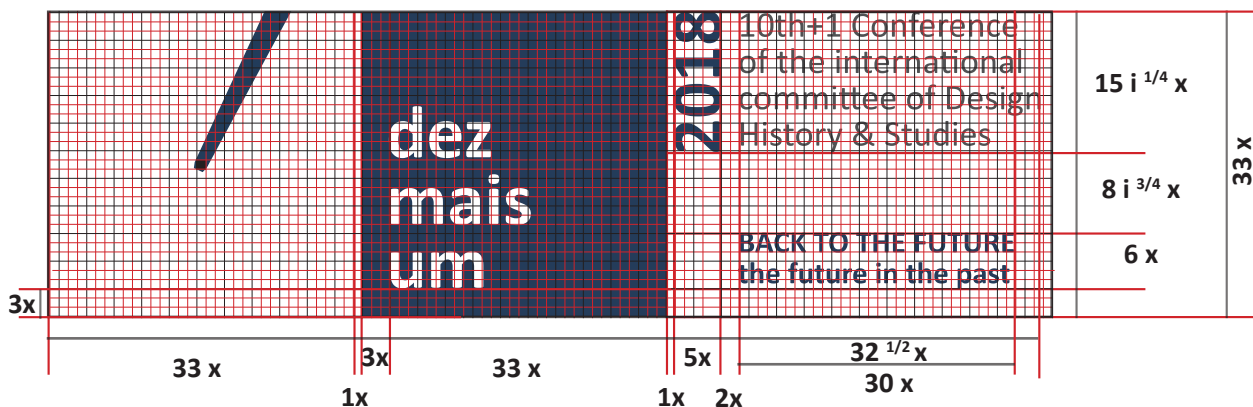 dez
mais
um
2018
10th+1 Conference
of the international
committee of Design
History & Studies
BACK TO THE FUTURE
the future in the past
15 i 1/4 x
8 i 3/4 x
6 x
33 x
3x
33 x
1x
3x
33 x
1x
5x
2x
32 1/2 x
30 x